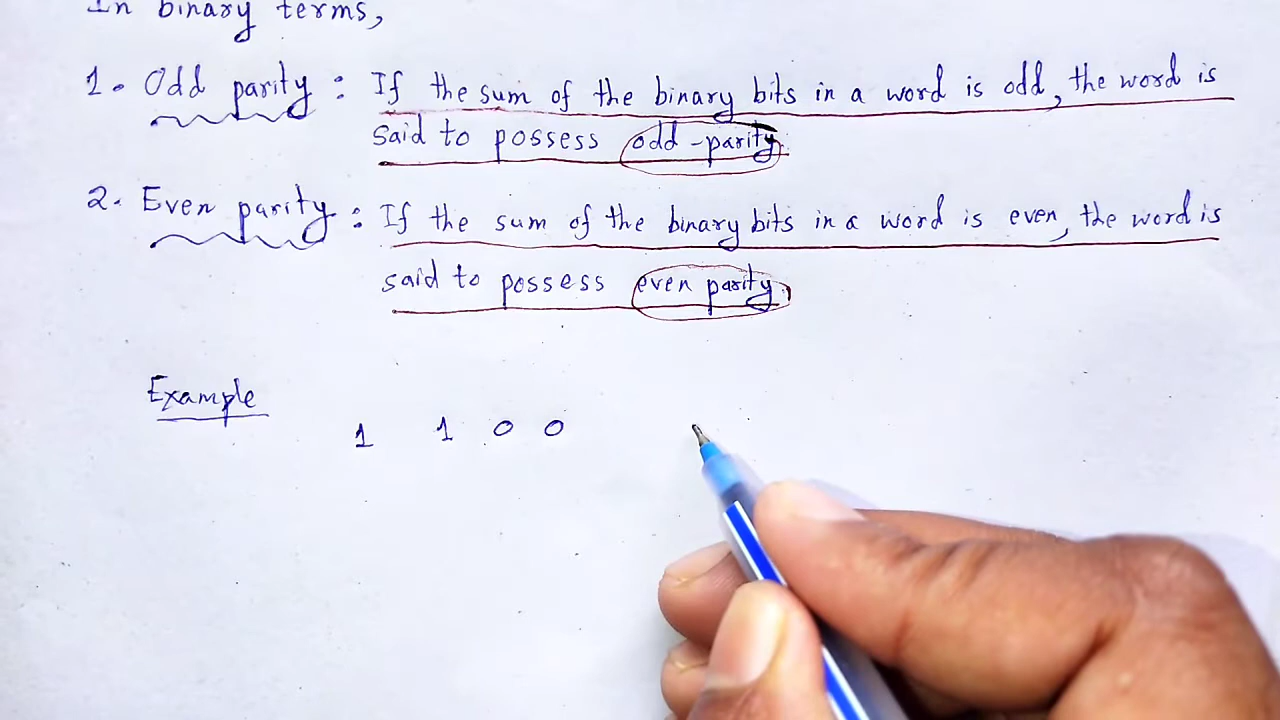 In binary terms,
1. Odd parity : If the sum of the binary bits in a word is odd, the word is
said to possess odd-parity.
2. Even parity : If the sum of the binary bits in a word is even, the word is
said to possess even parity.
Example
1 1 0 0